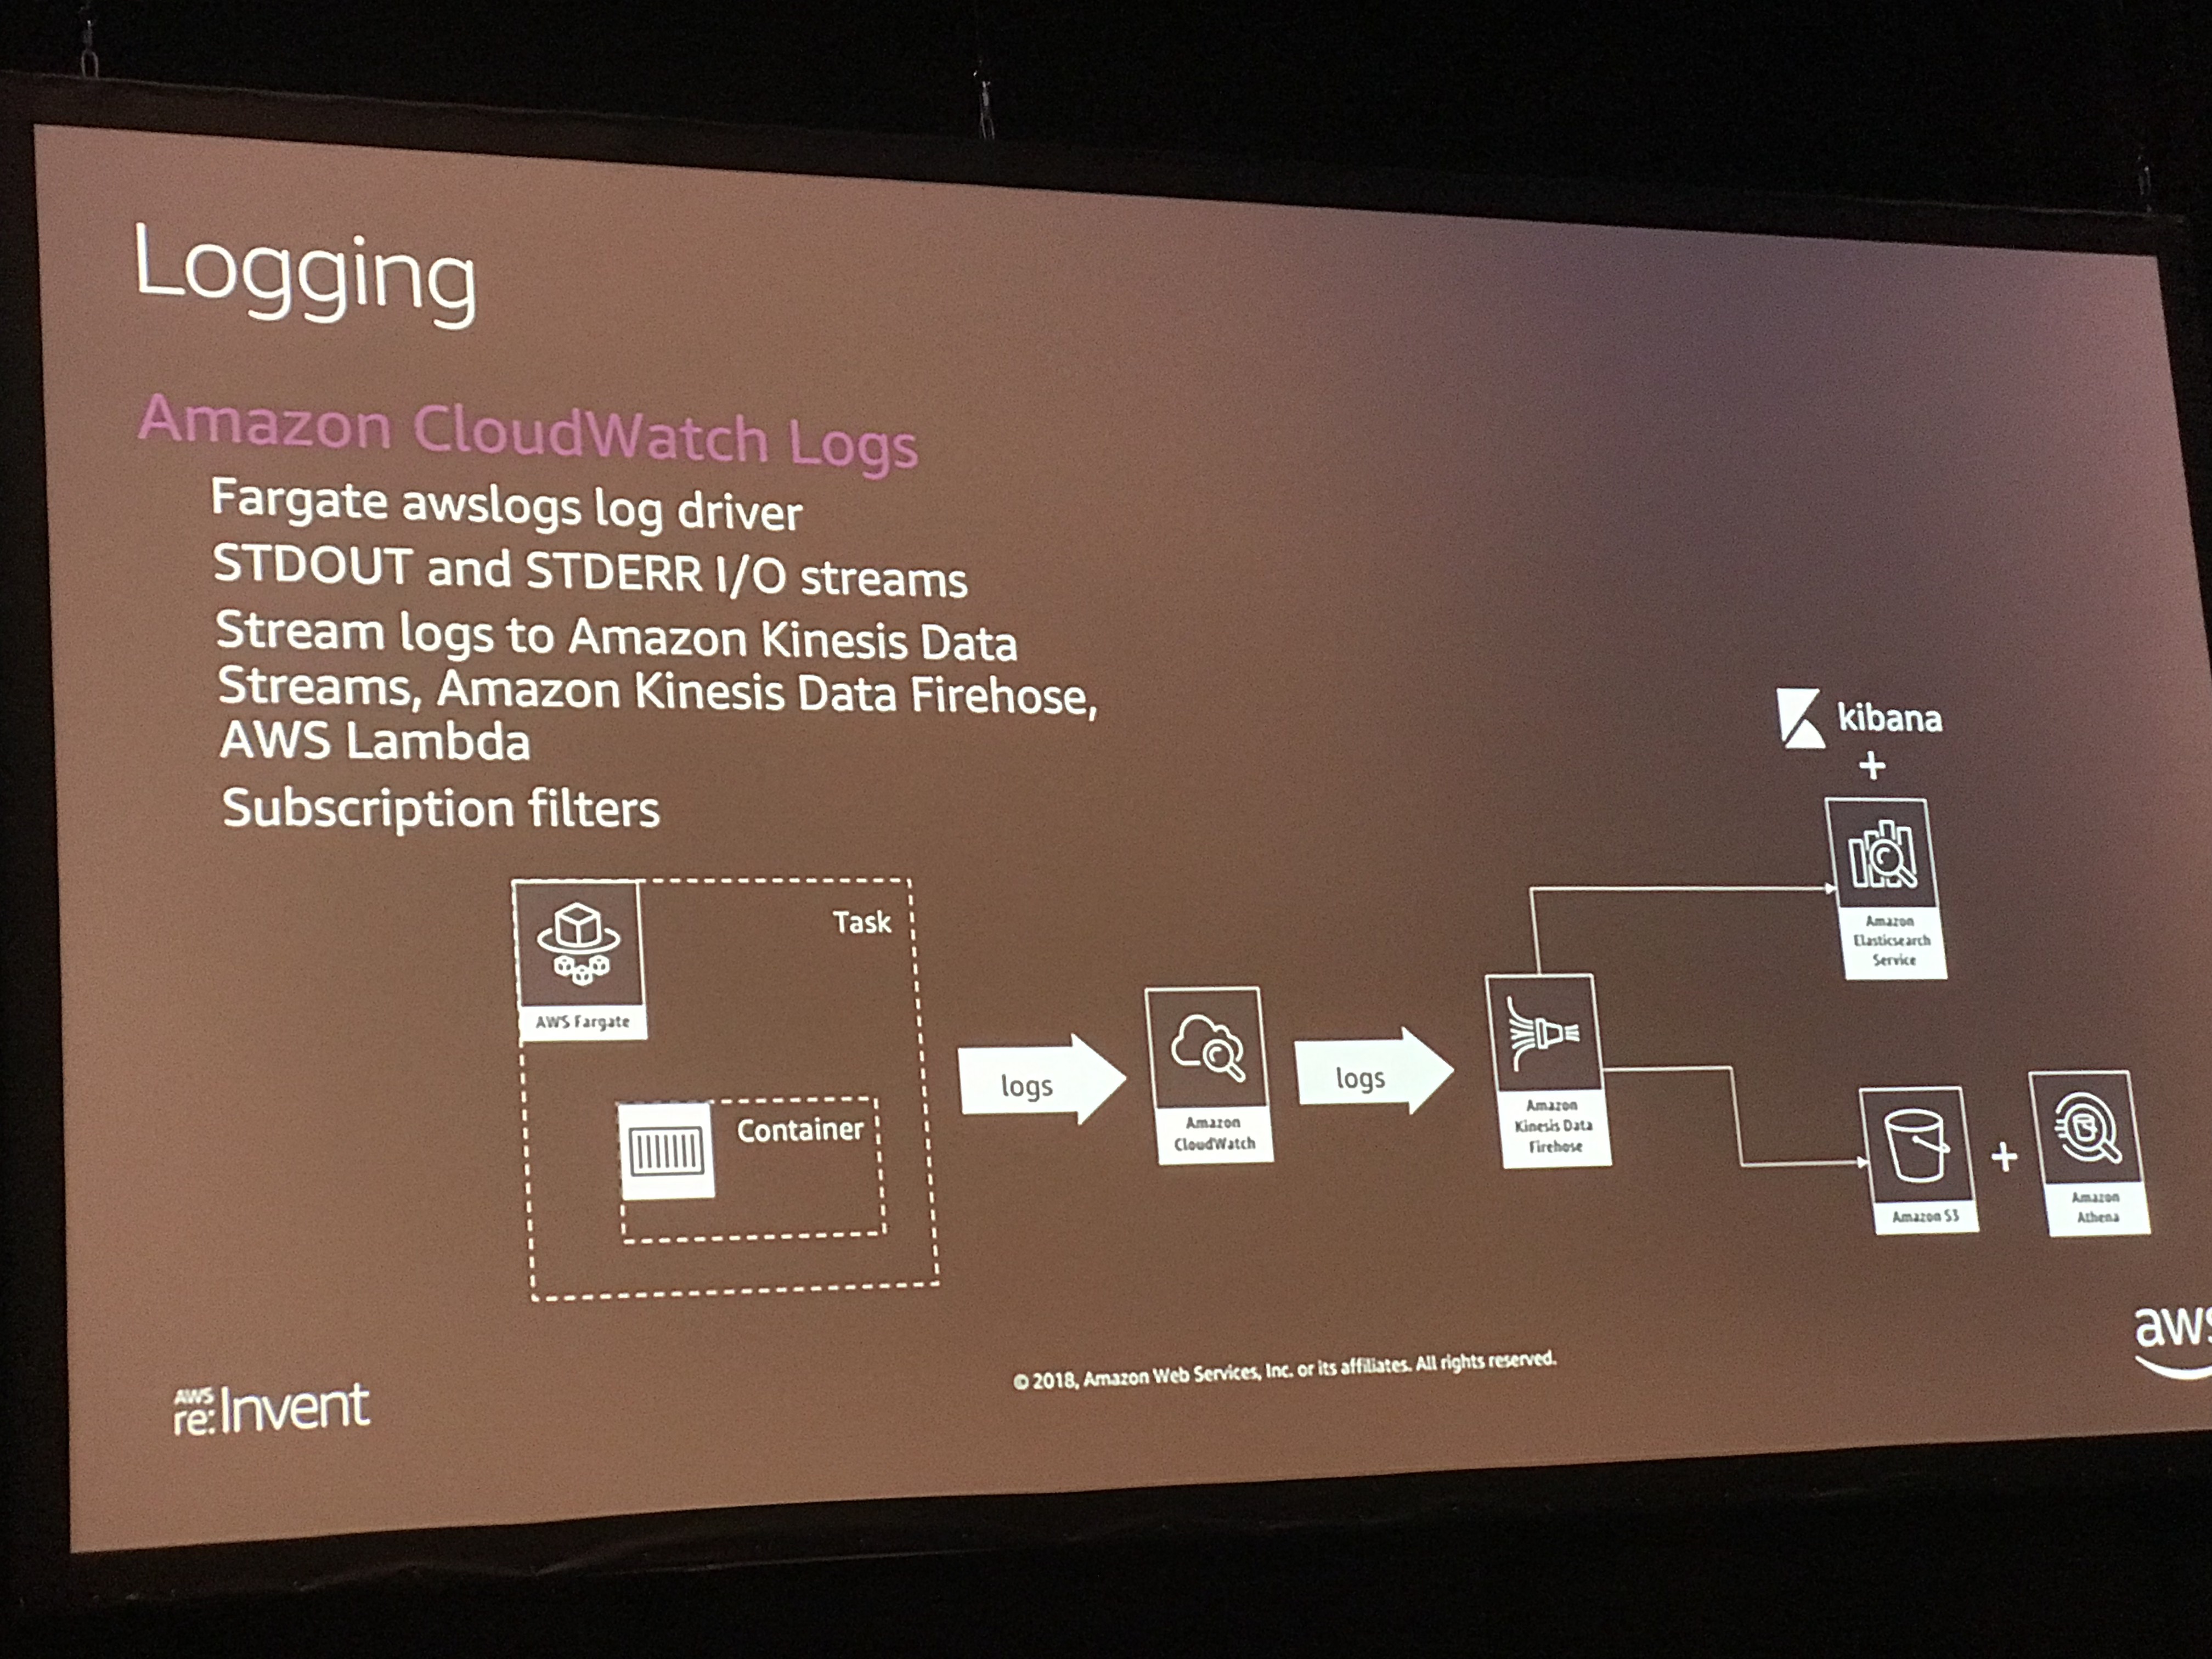 Logging
Amazon CloudWatch Logs
Fargate awslogs log driver
STDOUT and STDERR I/O streams
Stream logs to Amazon Kinesis Data
Streams, Amazon Kinesis Data Firehose,
AWS Lambda
Subscription filters
kibana
+
Amazon
Elasticsearch
Service
Task
AWS Fargate
Container
logs
Amazon
CloudWatch
logs
Amazon
Kinesis Data
Firehose
Amazon S3
+
Amazon
Athena
AWS
re:Invent
© 2018, Amazon Web Services, Inc. or its affiliates. All rights reserved.
aws